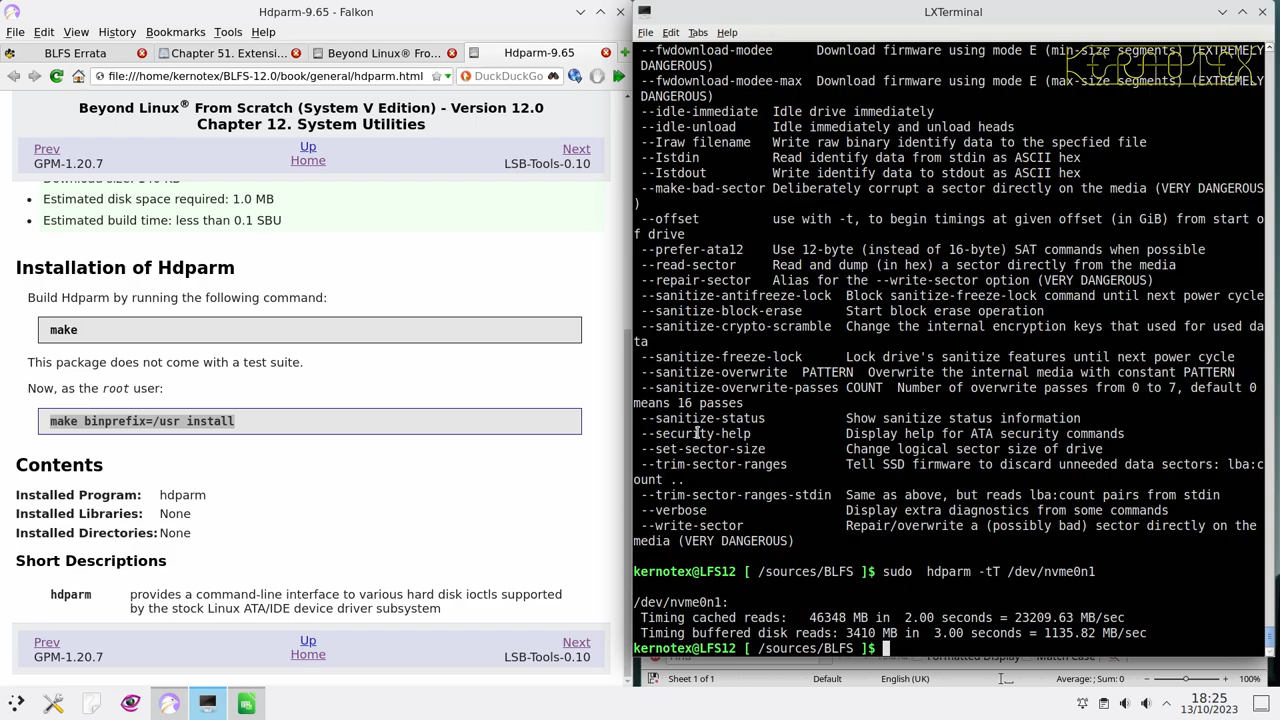 Hdparm-9.65 - Falkon
File Edit View History Bookmarks Tools Help
BLFS Errata
Chapter 51. Extensi...
Beyond Linux® Fro...
Hdparm-9.65
file:///home/kernotex/BLFS-12.0/book/general/hdparm.html
DuckDuckGo
Beyond Linux® From Scratch (System V Edition) - Version 12.0
Chapter 12. System Utilities
Prev Up Next
GPM-1.20.7 Home LSB-Tools-0.10
Estimated disk space required: 1.0 MB
Estimated build time: less than 0.1 SBU
Installation of Hdparm
Build Hdparm by running the following command:
make
This package does not come with a test suite.
Now, as the root user:
make binprefix=/usr install
Contents
Installed Program: hdparm
Installed Libraries: None
Installed Directories: None
Short Descriptions
hdparm provides a command-line interface to various hard disk ioctls supported
by the stock Linux ATA/IDE device driver subsystem
Prev Up Next
GPM-1.20.7 Home LSB-Tools-0.10
LXTerminal
File Edit Tabs Help
--fwdownload-modee Download firmware using mode E (min-size segments) (EXTREMELY
DANGEROUS)
--fwdownload-modee-max Download firmware using mode E (max-size segments) (EXTREMELY
DANGEROUS)
--idle-immediate Idle drive immediately
--idle-unload Idle immediately and unload heads
--Iraw filename Write raw binary identify data to the specfied file
--Istdin Read identify data from stdin as ASCII hex
--Istdout Write identify data to stdout as ASCII hex
--make-bad-sector Deliberately corrupt a sector directly on the media (VERY DANGEROUS
)
--offset use with -t, to begin timings at given offset (in GiB) from start o
f drive
--prefer-ata12 Use 12-byte (instead of 16-byte) SAT commands when possible
--read-sector Read and dump (in hex) a sector directly from the media
--repair-sector Alias for the --write-sector option (VERY DANGEROUS)
--sanitize-antifreeze-lock Block sanitize-freeze-lock command until next power cycle
--sanitize-block-erase Start block erase operation
--sanitize-crypto-scramble Change the internal encryption keys that used for used da
ta
--sanitize-freeze-lock Lock drive's sanitize features until next power cycle
--sanitize-overwrite PATTERN Overwrite the internal media with constant PATTERN
--sanitize-overwrite-passes COUNT Number of overwrite passes from 0 to 7, default 0
means 16 passes
--sanitize-status Show sanitize status information
--security-help Display help for ATA security commands
--set-sector-size Change logical sector size of drive
--trim-sector-ranges Tell SSD firmware to discard unneeded data sectors: lba:c
ount ..
--trim-sector-ranges-stdin Same as above, but reads lba:count pairs from stdin
--verbose Display extra diagnostics from some commands
--write-sector Repair/overwrite a (possibly bad) sector directly on the
media (VERY DANGEROUS)
kernotex@LFS12 [ /sources/BLFS ]$ sudo  hdparm -tT /dev/nvme0n1
/dev/nvme0n1:
Timing cached reads: 46348 MB in 2.00 seconds = 23209.63 MB/sec
Timing buffered disk reads: 3410 MB in 3.00 seconds = 1135.82 MB/sec
kernotex@LFS12 [ /sources/BLFS ]$
KERNOTEX
Sheet 1 of 1 Default English (UK) Average: ; Sum: 0 100%
18:25
13/10/2023